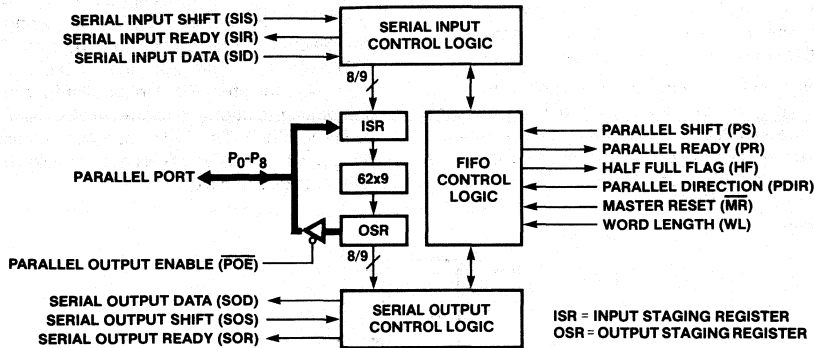 SERIAL INPUT SHIFT (SIS)
SERIAL INPUT READY (SIR)
SERIAL INPUT DATA (SID)
SERIAL INPUT
CONTROL LOGIC
8/9
ISR
P0-P8
PARALLEL PORT
62x9
OSR
8/9
PARALLEL OUTPUT ENABLE (P̅O̅E̅)
FIFO
CONTROL
LOGIC
PARALLEL SHIFT (PS)
PARALLEL READY (PR)
HALF FULL FLAG (HF)
PARALLEL DIRECTION (PDIR)
MASTER RESET (M̅R̅)
WORD LENGTH (WL)
SERIAL OUTPUT DATA (SOD)
SERIAL OUTPUT SHIFT (SOS)
SERIAL OUTPUT READY (SOR)
SERIAL OUTPUT
CONTROL LOGIC
ISR = INPUT STAGING REGISTER
OSR = OUTPUT STAGING REGISTER